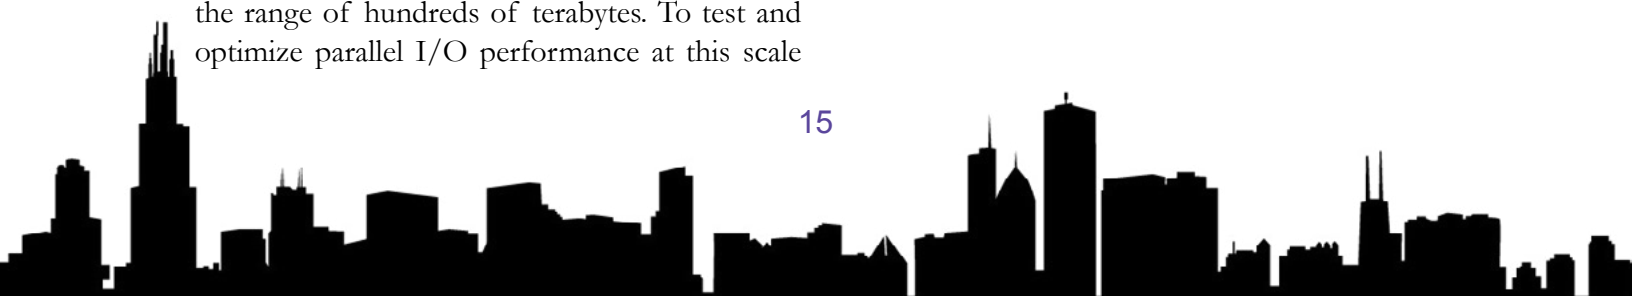 the range of hundreds of terabytes. To test and
optimize parallel I/O performance at this scale
15